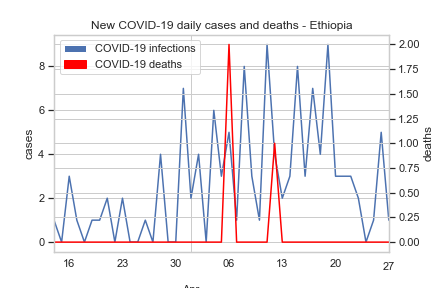 New COVID-19 daily cases and deaths - Ethiopia
COVID-19 infections
COVID-19 deaths
cases
8
6
4
2
0
deaths
2.00
1.75
1.50
1.25
1.00
0.75
0.50
0.25
0.00
16 23 30 06 13 20 27